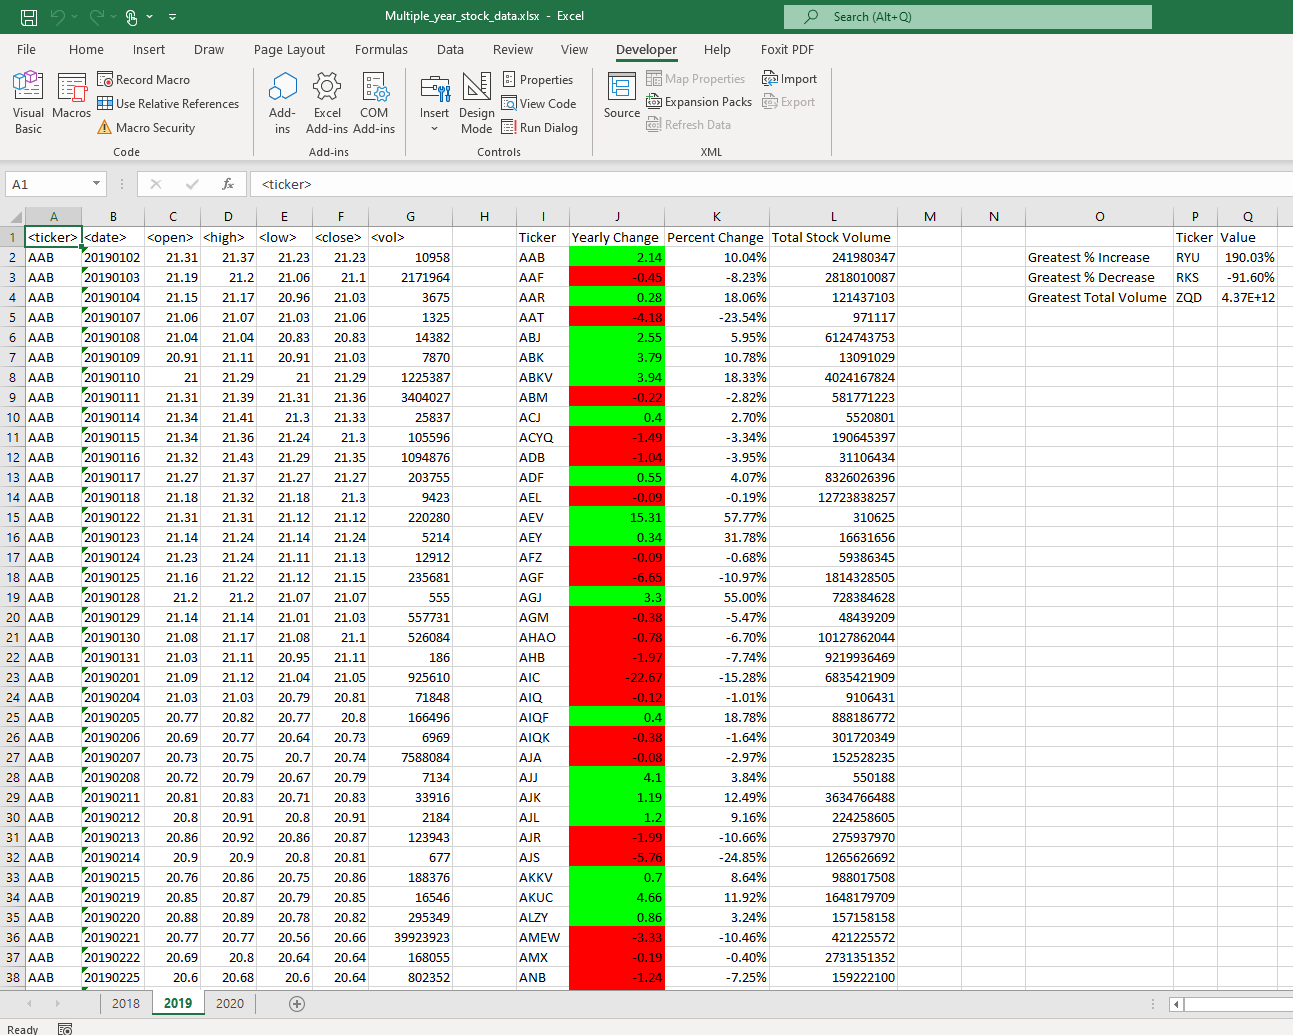 Multiple_year_stock_data.xlsx - Excel
Search (Alt+Q)
File Home Insert Draw Page Layout Formulas Data Review View Developer Help Foxit PDF
Visual Basic
Macros
Record Macro
Use Relative References
Macro Security
Code
Add-ins
Excel Add-ins
COM Add-ins
Add-ins
Insert
Design Mode
Properties
View Code
Run Dialog
Controls
Source
Map Properties
Expansion Packs
Refresh Data
Import
Export
XML
A1 fx <ticker>
A B C D E F G H I J K L M N O P Q
1 <ticker> <date> <open> <high> <low> <close> <vol> Ticker Yearly Change Percent Change Total Stock Volume Ticker Value
2 AAB 20190102 21.31 21.37 21.23 21.23 10958 AAB 2.14 10.04% 241980347 Greatest % Increase RYU 190.03%
3 AAB 20190103 21.19 21.2 21.06 21.1 2171964 AAF -0.45 -8.23% 2818010087 Greatest % Decrease RKS -91.60%
4 AAB 20190104 21.15 21.17 20.96 21.03 3675 AAR 0.28 18.06% 121437103 Greatest Total Volume ZQD 4.37E+12
5 AAB 20190107 21.06 21.07 21.03 21.06 1325 AAT -4.18 -23.54% 971117
6 AAB 20190108 21.04 21.04 20.83 20.83 14382 ABJ 2.55 5.95% 6124743753
7 AAB 20190109 20.91 21.11 20.91 21.03 7870 ABK 3.79 10.78% 13091029
8 AAB 20190110 21 21.29 21 21.29 1225387 ABKV 3.94 18.33% 4024167824
9 AAB 20190111 21.31 21.39 21.31 21.36 3404027 ABM -0.22 -2.82% 581771223
10 AAB 20190114 21.34 21.41 21.3 21.33 25837 ACJ 0.4 2.70% 5520801
11 AAB 20190115 21.34 21.36 21.24 21.3 105596 ACYQ -1.49 -3.34% 190645397
12 AAB 20190116 21.32 21.43 21.29 21.35 1094876 ADB -1.04 -3.95% 31106434
13 AAB 20190117 21.27 21.37 21.27 21.27 203755 ADF 0.55 4.07% 8326026396
14 AAB 20190118 21.18 21.32 21.18 21.3 9423 AEL -0.09 -0.19% 12723838257
15 AAB 20190122 21.31 21.31 21.12 21.12 220280 AEV 15.31 57.77% 310625
16 AAB 20190123 21.14 21.24 21.14 21.24 5214 AEY 0.34 31.78% 16631656
17 AAB 20190124 21.23 21.24 21.11 21.13 12912 AFZ -0.09 -0.68% 59386345
18 AAB 20190125 21.16 21.22 21.12 21.15 235681 AGF -6.65 -10.97% 1814328505
19 AAB 20190128 21.2 21.2 21.07 21.07 555 AGJ 3.3 55.00% 728384628
20 AAB 20190129 21.14 21.14 21.01 21.03 557731 AGM -0.38 -5.47% 48439209
21 AAB 20190130 21.08 21.17 21.08 21.1 526084 AHAO -0.78 -6.70% 10127862044
22 AAB 20190131 21.03 21.11 20.95 21.11 186 AHB -1.97 -7.74% 9219936469
23 AAB 20190201 21.09 21.12 21.04 21.05 925610 AIC -22.67 -15.28% 6835421909
24 AAB 20190204 21.03 21.03 20.79 20.81 71848 AIQ -0.12 -1.01% 9106431
25 AAB 20190205 20.77 20.82 20.77 20.8 166496 AIQF 0.4 18.78% 888186772
26 AAB 20190206 20.69 20.77 20.64 20.73 6969 AIQK -0.38 -1.64% 301720349
27 AAB 20190207 20.73 20.75 20.7 20.74 7588084 AJA -0.08 -2.97% 152528235
28 AAB 20190208 20.72 20.79 20.67 20.79 7134 AJJ 4.1 3.84% 550188
29 AAB 20190211 20.81 20.83 20.71 20.83 33916 AJK 1.19 12.49% 3634766488
30 AAB 20190212 20.8 20.91 20.8 20.91 2184 AJL 1.2 9.16% 224258605
31 AAB 20190213 20.86 20.92 20.86 20.87 123943 AJR -1.99 -10.66% 275937970
32 AAB 20190214 20.9 20.9 20.8 20.81 677 AJS -5.76 -24.85% 1265626692
33 AAB 20190215 20.76 20.86 20.75 20.86 188376 AKKV 0.7 8.64% 988017508
34 AAB 20190219 20.85 20.87 20.79 20.85 16546 AKUC 4.66 11.92% 1648179709
35 AAB 20190220 20.88 20.89 20.78 20.82 295349 ALZY 0.86 3.24% 157158158
36 AAB 20190221 20.77 20.77 20.56 20.66 39923923 AMEW -3.33 -10.46% 421225572
37 AAB 20190222 20.69 20.8 20.64 20.64 168055 AMX -0.19 -0.40% 2731351352
38 AAB 20190225 20.6 20.68 20.6 20.64 802352 ANB -1.24 -7.25% 159222100
2018 2019 2020
Ready